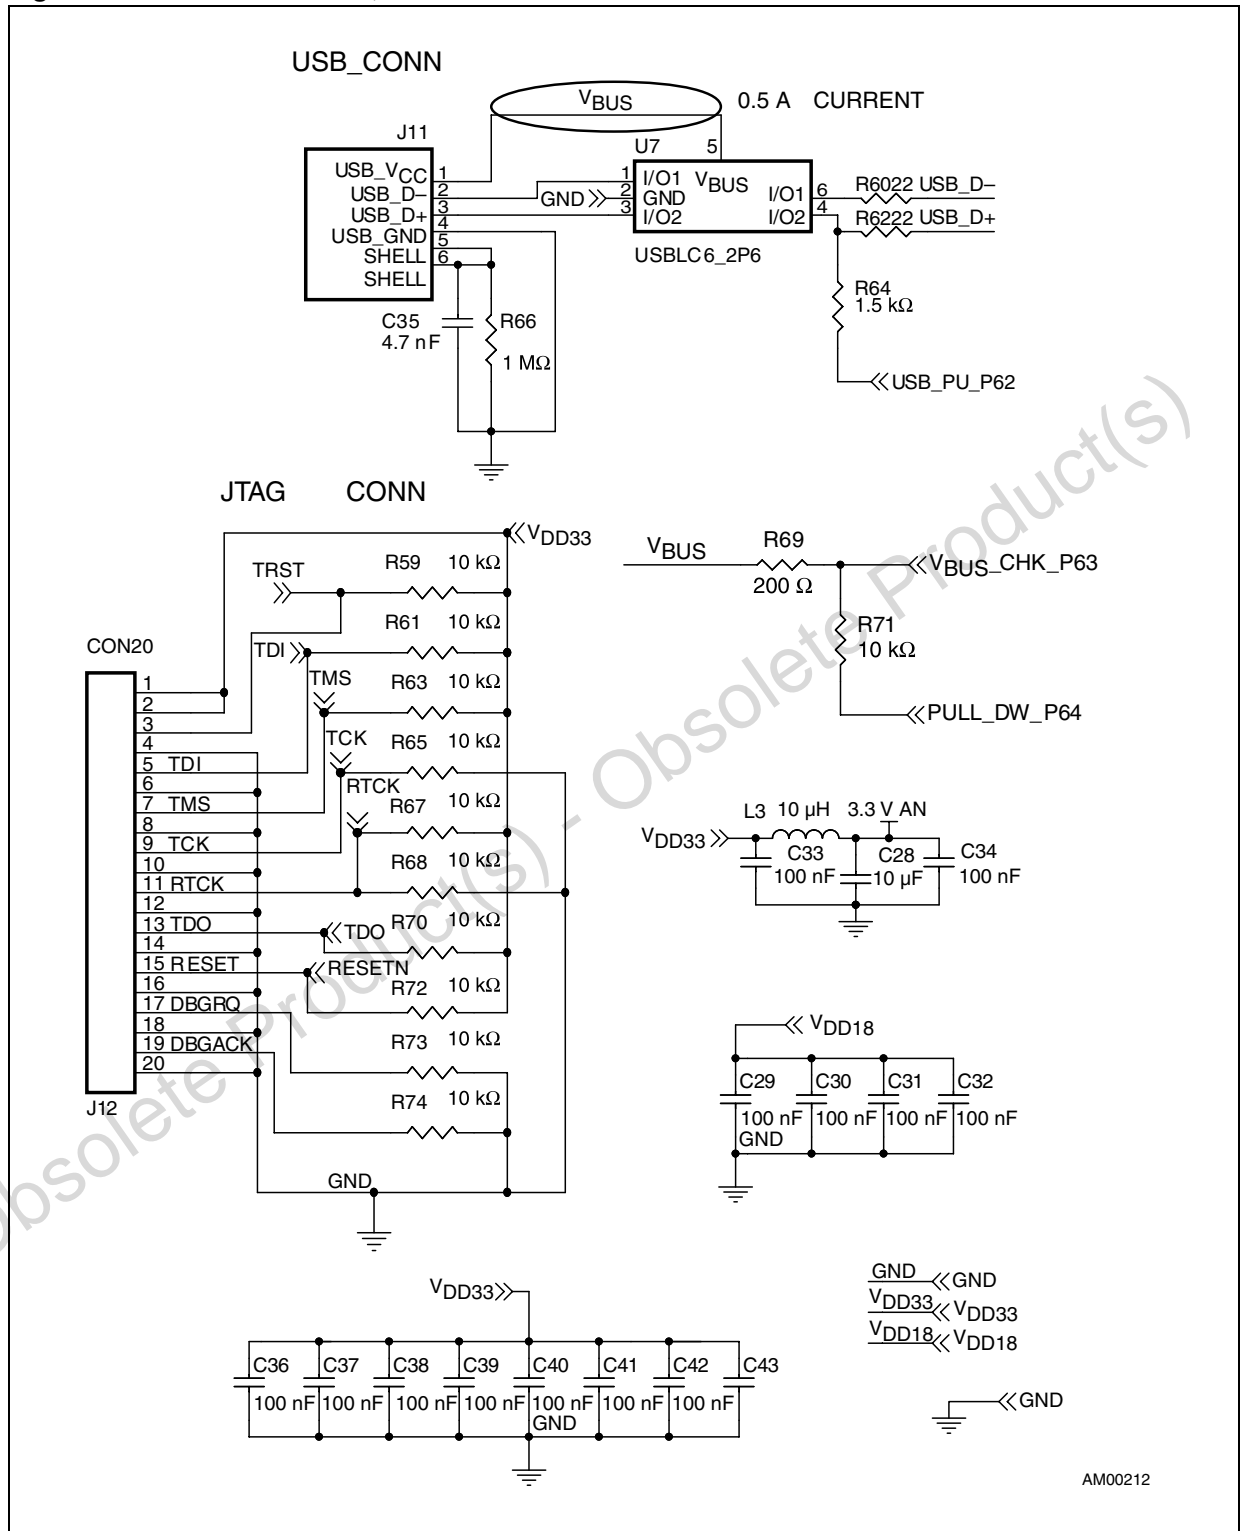 USB_CONN
VBUS
0.5 A CURRENT
J11
U7
5
USB_VCC 1
USB_D– 2
USB_D+ 3
USB_GND 4
SHELL 5
SHELL 6
GND
1 I/O1
2 GND
3 I/O2
VBUS
I/O1 6
I/O2 4
R6022 USB_D–
R6222 USB_D+
USBLC6_2P6
R64
1.5 kΩ
C35
4.7 nF
R66
1 MΩ
USB_PU_P62
JTAG CONN
VDD33
TRST
R59 10 kΩ
R61 10 kΩ
TDI
TMS
R63 10 kΩ
TCK
R65 10 kΩ
RTCK
R67 10 kΩ
R68 10 kΩ
TDO
R70 10 kΩ
RESETN
R72 10 kΩ
R73 10 kΩ
R74 10 kΩ
CON20
1
2
3
4
5 TDI
6
7 TMS
8
9 TCK
10
11 RTCK
12
13 TDO
14
15 RESET
16
17 DBGRQ
18
19 DBGACK
20
J12
GND
VBUS
R69
200 Ω
VBUS_CHK_P63
R71
10 kΩ
PULL_DW_P64
L3 10 µH 3.3 V AN
VDD33
C33
100 nF
C28
10 µF
C34
100 nF
VDD18
C29 C30 C31 C32
100 nF 100 nF 100 nF 100 nF
GND
VDD33
C36 C37 C38 C39 C40 C41 C42 C43
100 nF 100 nF 100 nF 100 nF 100 nF 100 nF 100 nF
GND
GND GND
VDD33 VDD33
VDD18 VDD18
GND
AM00212
Obsolete Product(s) - Obsolete Product(s)